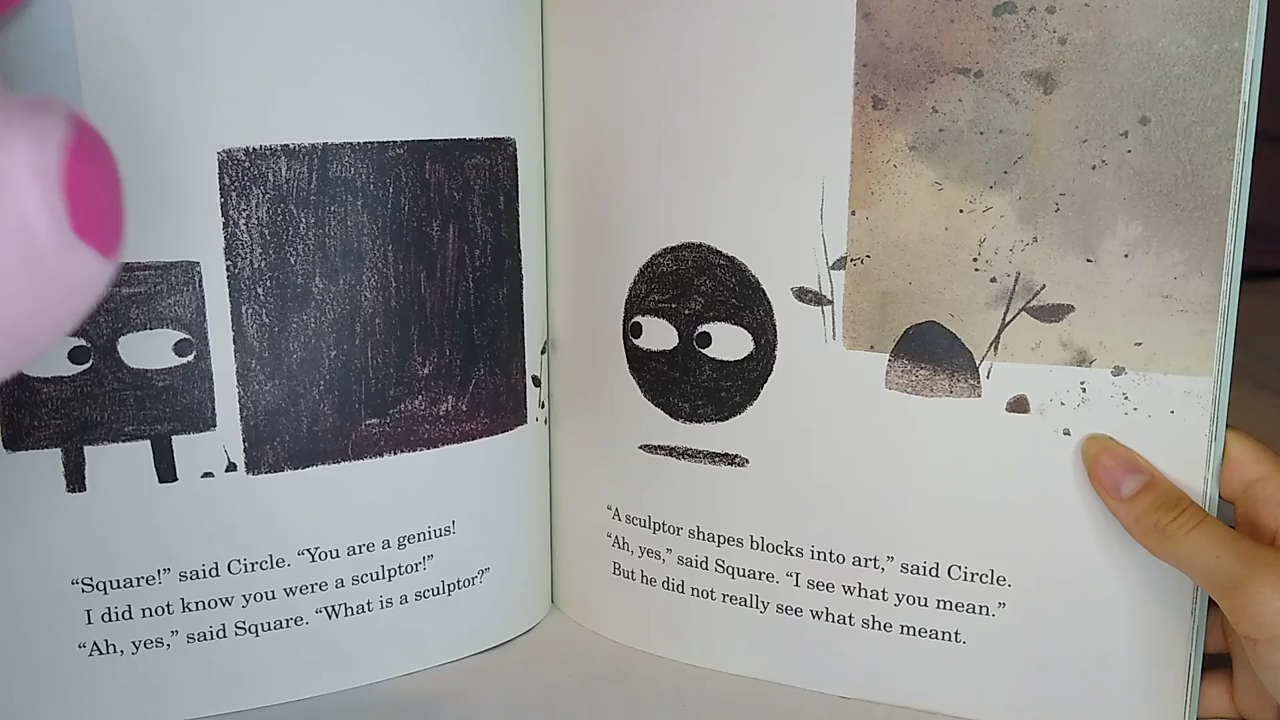 “Square!” said Circle. “You are a genius!
I did not know you were a sculptor!”
“Ah, yes,” said Square. “What is a sculptor?”
“A sculptor shapes blocks into art,” said Circle.
“Ah, yes,” said Square. “I see what you mean.”
But he did not really see what she meant.